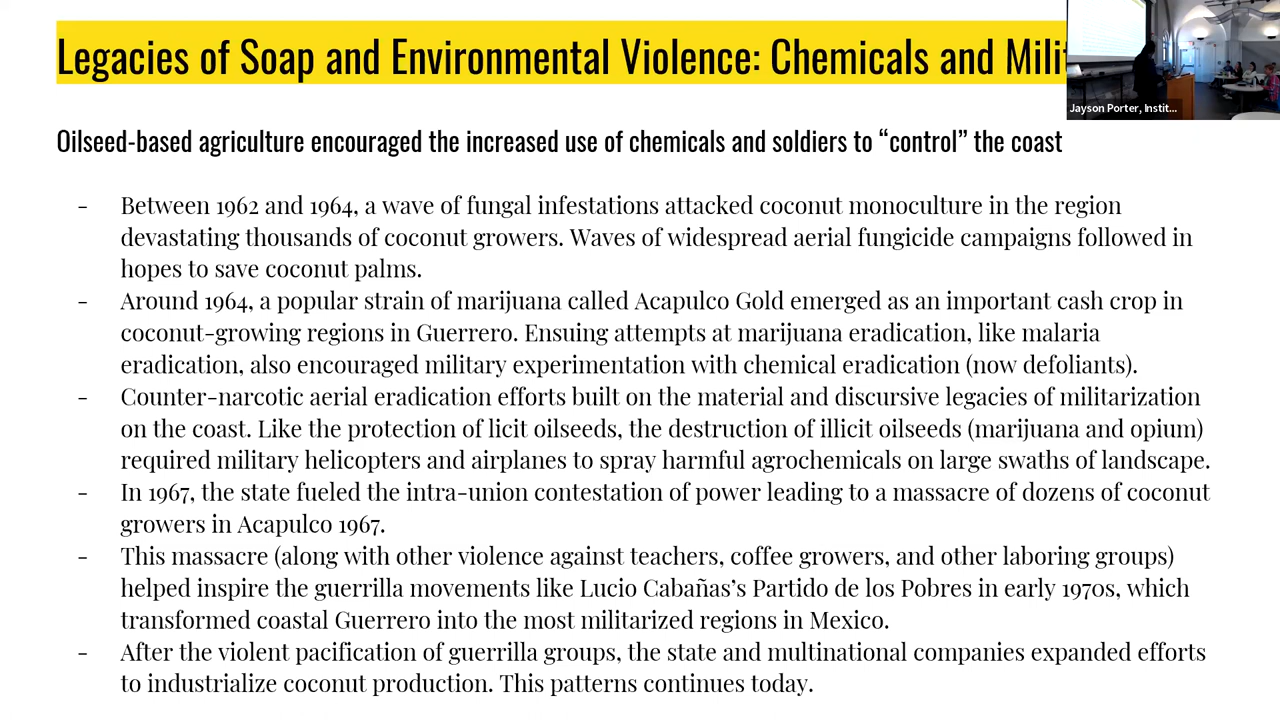 Legacies of Soap and Environmental Violence: Chemicals and
Jayson Porter, Instit...
Oilseed-based agriculture encouraged the increased use of chemicals and soldiers to “control” the coast
- Between 1962 and 1964, a wave of fungal infestations attacked coconut monoculture in the region
devastating thousands of coconut growers. Waves of widespread aerial fungicide campaigns followed in
hopes to save coconut palms.
- Around 1964, a popular strain of marijuana called Acapulco Gold emerged as an important cash crop in
coconut-growing regions in Guerrero. Ensuing attempts at marijuana eradication, like malaria
eradication, also encouraged military experimentation with chemical eradication (now defoliants).
- Counter-narcotic aerial eradication efforts built on the material and discursive legacies of militarization
on the coast. Like the protection of licit oilseeds, the destruction of illicit oilseeds (marijuana and opium)
required military helicopters and airplanes to spray harmful agrochemicals on large swaths of landscape.
- In 1967, the state fueled the intra-union contestation of power leading to a massacre of dozens of coconut
growers in Acapulco 1967.
- This massacre (along with other violence against teachers, coffee growers, and other laboring groups)
helped inspire the guerrilla movements like Lucio Cabañas’s Partido de los Pobres in early 1970s, which
transformed coastal Guerrero into the most militarized regions in Mexico.
- After the violent pacification of guerrilla groups, the state and multinational companies expanded efforts
to industrialize coconut production. This patterns continues today.